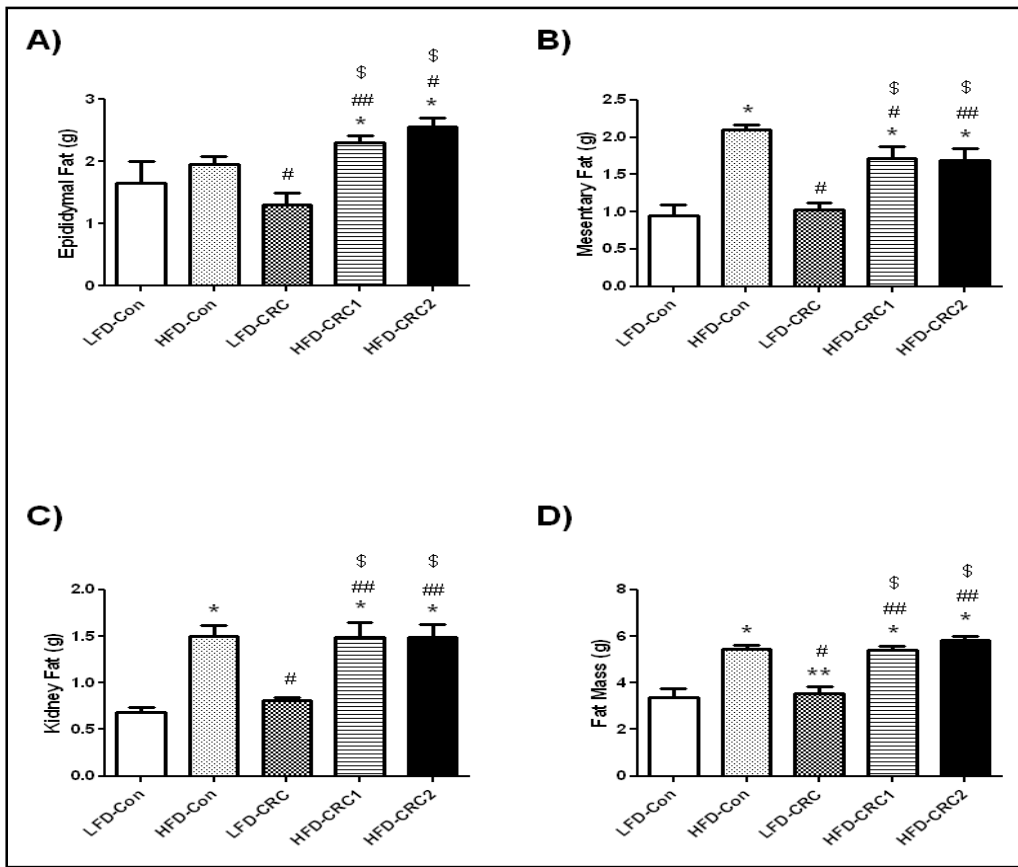 A)
$
$
##
#
*
*
#
3
2
1
0
Epididymal Fat (g)
LFD-Con
HFD-Con
LFD-CRC
HFD-CRC1
HFD-CRC2
B)
$
$
*
#
##
*
*
#
2.5
2.0
1.5
1.0
0.5
0.0
Mesentary Fat (g)
LFD-Con
HFD-Con
LFD-CRC
HFD-CRC1
HFD-CRC2
C)
$
$
##
##
*
*
*
#
2.0
1.5
1.0
0.5
0.0
Kidney Fat (g)
LFD-Con
HFD-Con
LFD-CRC
HFD-CRC1
HFD-CRC2
D)
$
$
##
##
*
*
*
#
**
8
6
4
2
0
Fat Mass (g)
LFD-Con
HFD-Con
LFD-CRC
HFD-CRC1
HFD-CRC2